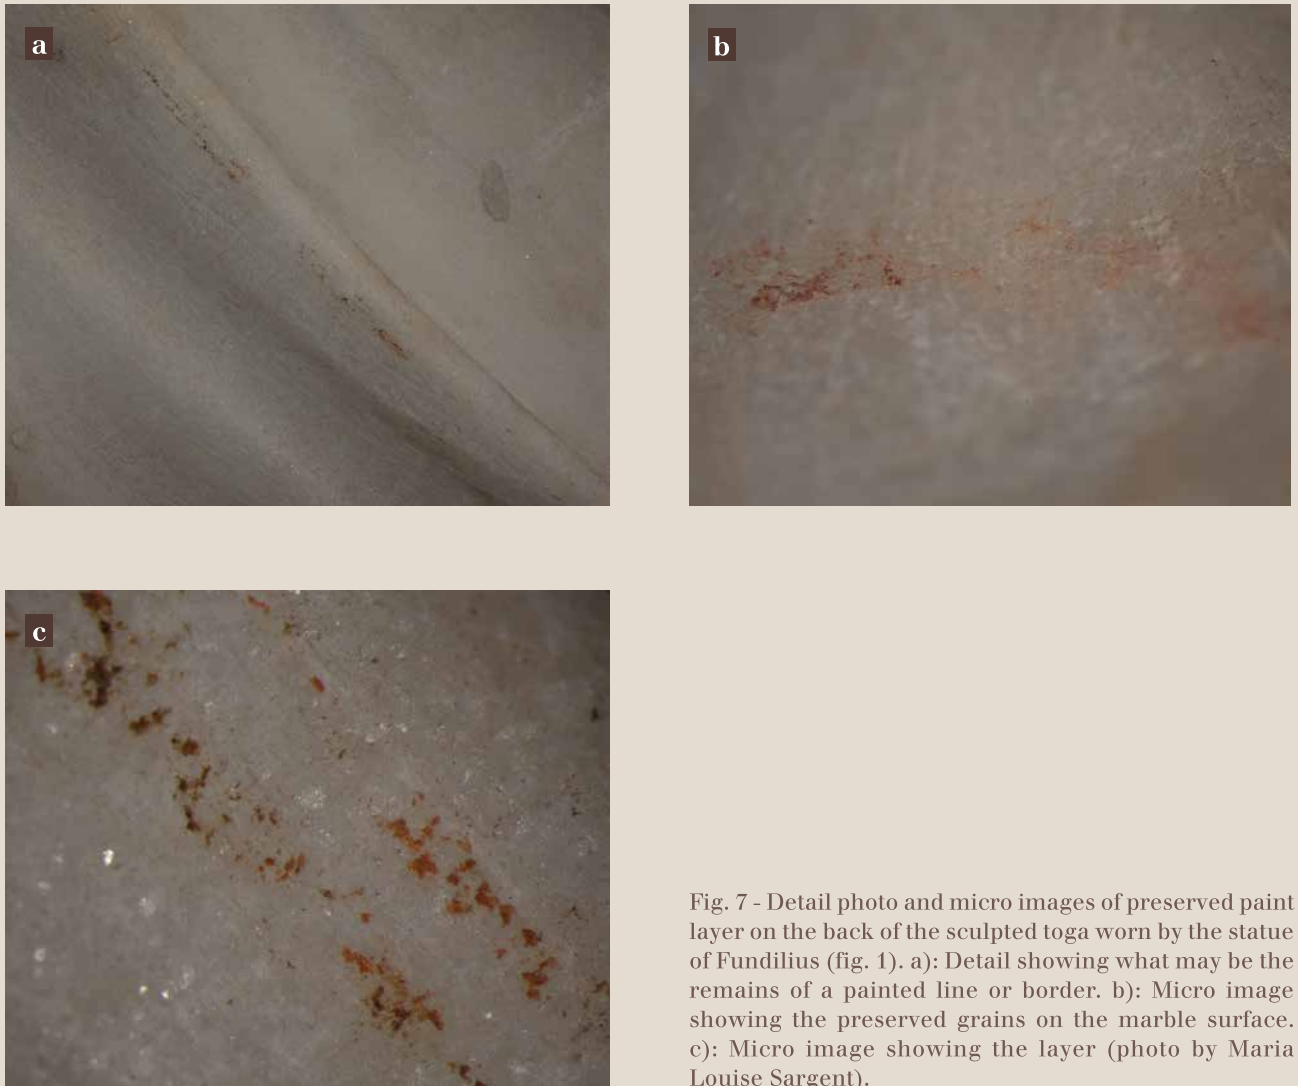 a
b
c
Fig. 7 - Detail photo and micro images of preserved paint
layer on the back of the sculpted toga worn by the statue
of Fundilius (fig. 1). a): Detail showing what may be the
remains of a painted line or border. b): Micro image
showing the preserved grains on the marble surface.
c): Micro image showing the layer (photo by Maria
Louise Sargent).